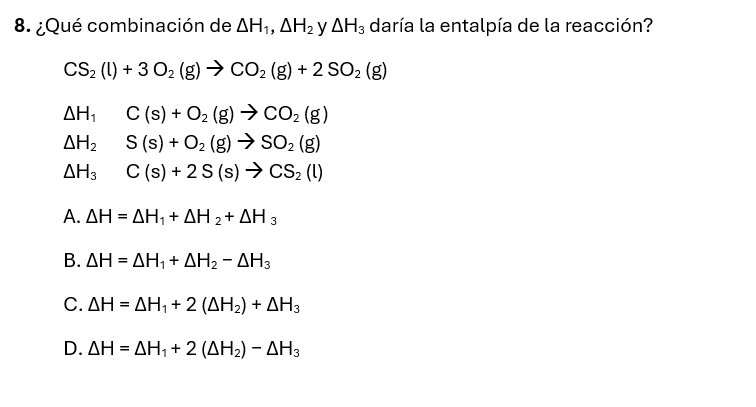 8. ¿Qué combinación de ΔH₁, ΔH₂ y ΔH₃ daría la entalpía de la reacción?
CS₂ (l) + 3 O₂ (g) → CO₂ (g) + 2 SO₂ (g)
ΔH₁ C (s) + O₂ (g) → CO₂ (g)
ΔH₂ S (s) + O₂ (g) → SO₂ (g)
ΔH₃ C (s) + 2 S (s) → CS₂ (l)
A. ΔH = ΔH₁ + ΔH ₂ + ΔH ₃
B. ΔH = ΔH₁ + ΔH₂ − ΔH₃
C. ΔH = ΔH₁ + 2 (ΔH₂) + ΔH₃
D. ΔH = ΔH₁ + 2 (ΔH₂) − ΔH₃